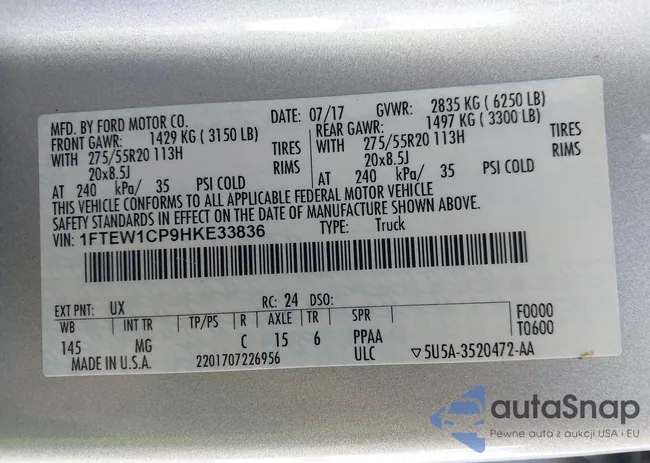 MFD. BY FORD MOTOR CO. DATE: 07/17 GVWR: 2835 KG ( 6250 LB)
FRONT GAWR: 1429 KG ( 3150 LB) REAR GAWR: 1497 KG ( 3300 LB)
WITH 275/55R20 113H TIRES WITH 275/55R20 113H TIRES
20x8.5J RIMS 20x8.5J RIMS
AT 240 kPa/ 35 PSI COLD AT 240 kPa/ 35 PSI COLD
THIS VEHICLE CONFORMS TO ALL APPLICABLE FEDERAL MOTOR VEHICLE
SAFETY STANDARDS IN EFFECT ON THE DATE OF MANUFACTURE SHOWN ABOVE.
VIN: 1FTEW1CP9HKE33836 TYPE: Truck
EXT PNT: UX RC: 24 DSO:
WB INT TR TP/PS R AXLE TR SPR F0000
145 MG C 15 6 PPAA T0600
MADE IN U.S.A. 2201707226956 ULC ▽5U5A-3520472-AA
autaSnap
Pewne auta z aukcji USA i EU